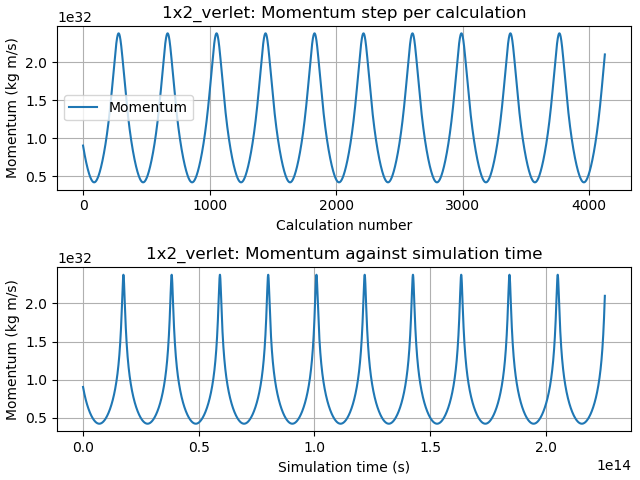 1x2_verlet: Momentum step per calculation
1e32
Momentum (kg m/s)
2.0
1.5
1.0
0.5
Momentum
0 1000 2000 3000 4000
Calculation number
1x2_verlet: Momentum against simulation time
1e32
Momentum (kg m/s)
2.0
1.5
1.0
0.5
0.0 0.5 1.0 1.5 2.0
Simulation time (s)
1e14